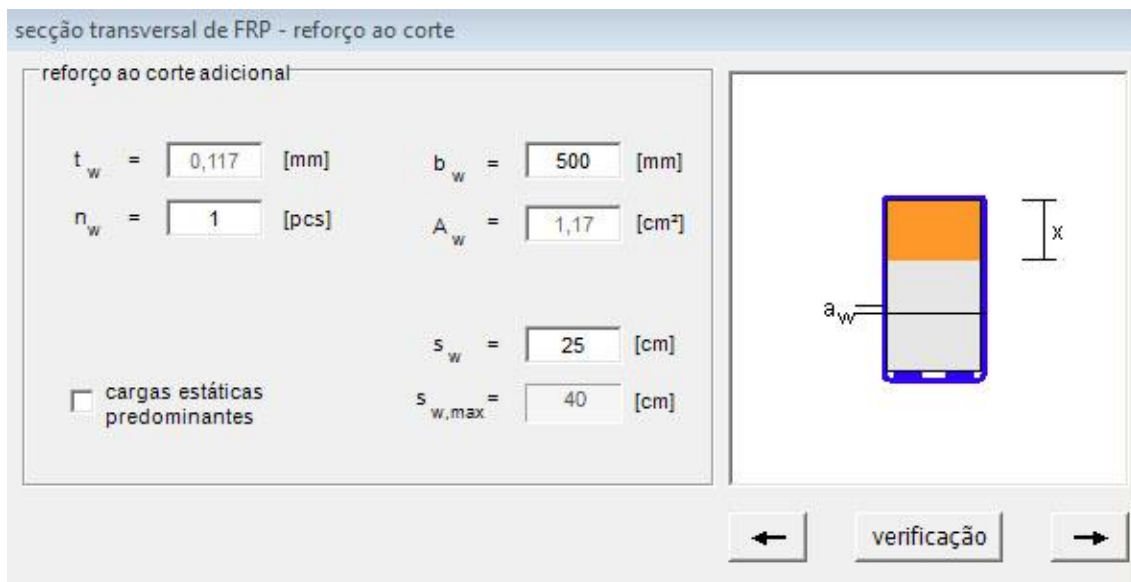 secção transversal de FRP - reforço ao corte
reforço ao corte adicional
t w = 0,117 [mm] b w = 500 [mm]
n w = 1 [pcs] A w = 1,17 [cm²]
s w = 25 [cm]
cargas estáticas
predominantes
s w,max = 40 [cm]
x
a w
verificação